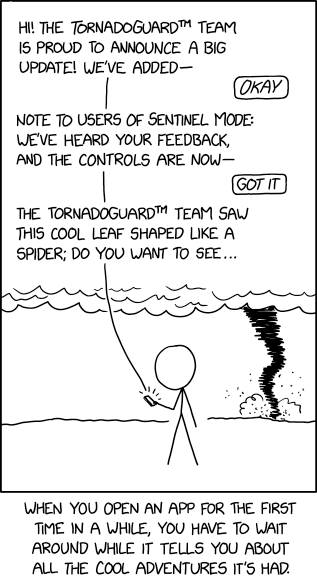 HI! THE TORNADOGUARD™ TEAM
IS PROUD TO ANNOUNCE A BIG
UPDATE! WE'VE ADDED—
OKAY
NOTE TO USERS OF SENTINEL MODE:
WE'VE HEARD YOUR FEEDBACK,
AND THE CONTROLS ARE NOW—
GOT IT
THE TORNADOGUARD™ TEAM SAW
THIS COOL LEAF SHAPED LIKE A
SPIDER; DO YOU WANT TO SEE...
WHEN YOU OPEN AN APP FOR THE FIRST
TIME IN A WHILE, YOU HAVE TO WAIT
AROUND WHILE IT TELLS YOU ABOUT
ALL THE COOL ADVENTURES IT'S HAD.